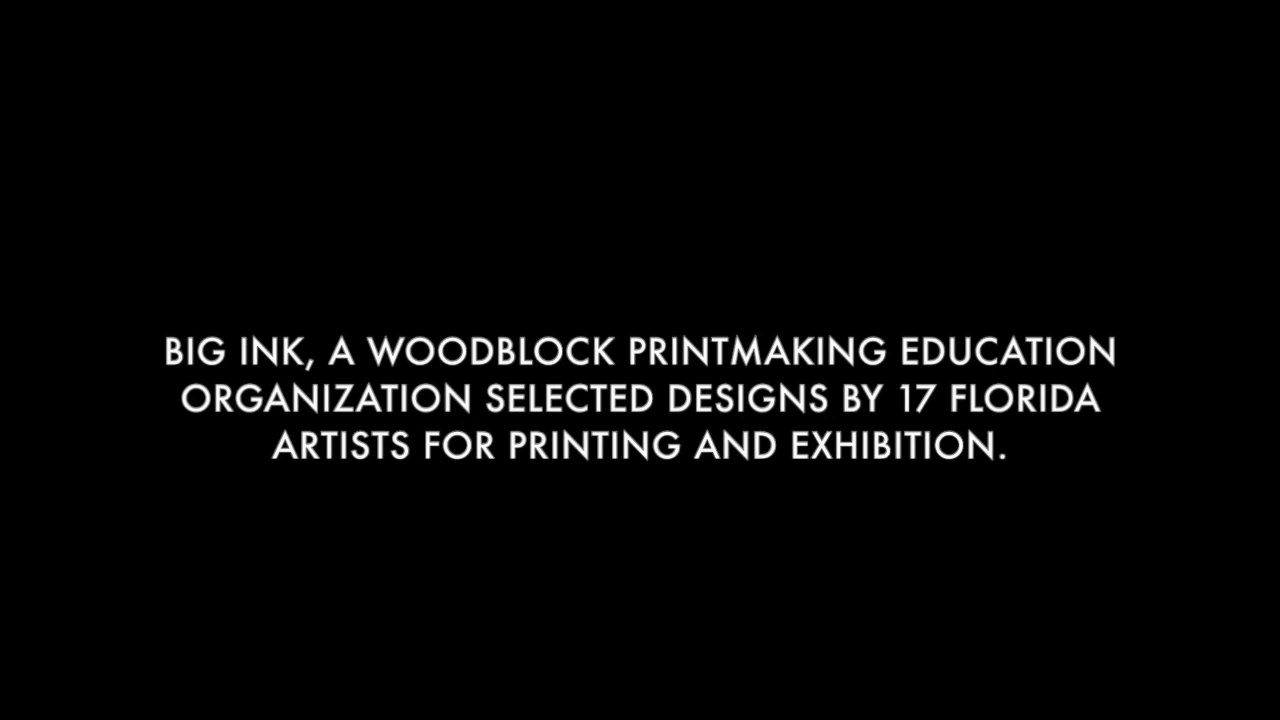 BIG INK, A WOODBLOCK PRINTMAKING EDUCATION
ORGANIZATION SELECTED DESIGNS BY 17 FLORIDA
ARTISTS FOR PRINTING AND EXHIBITION.